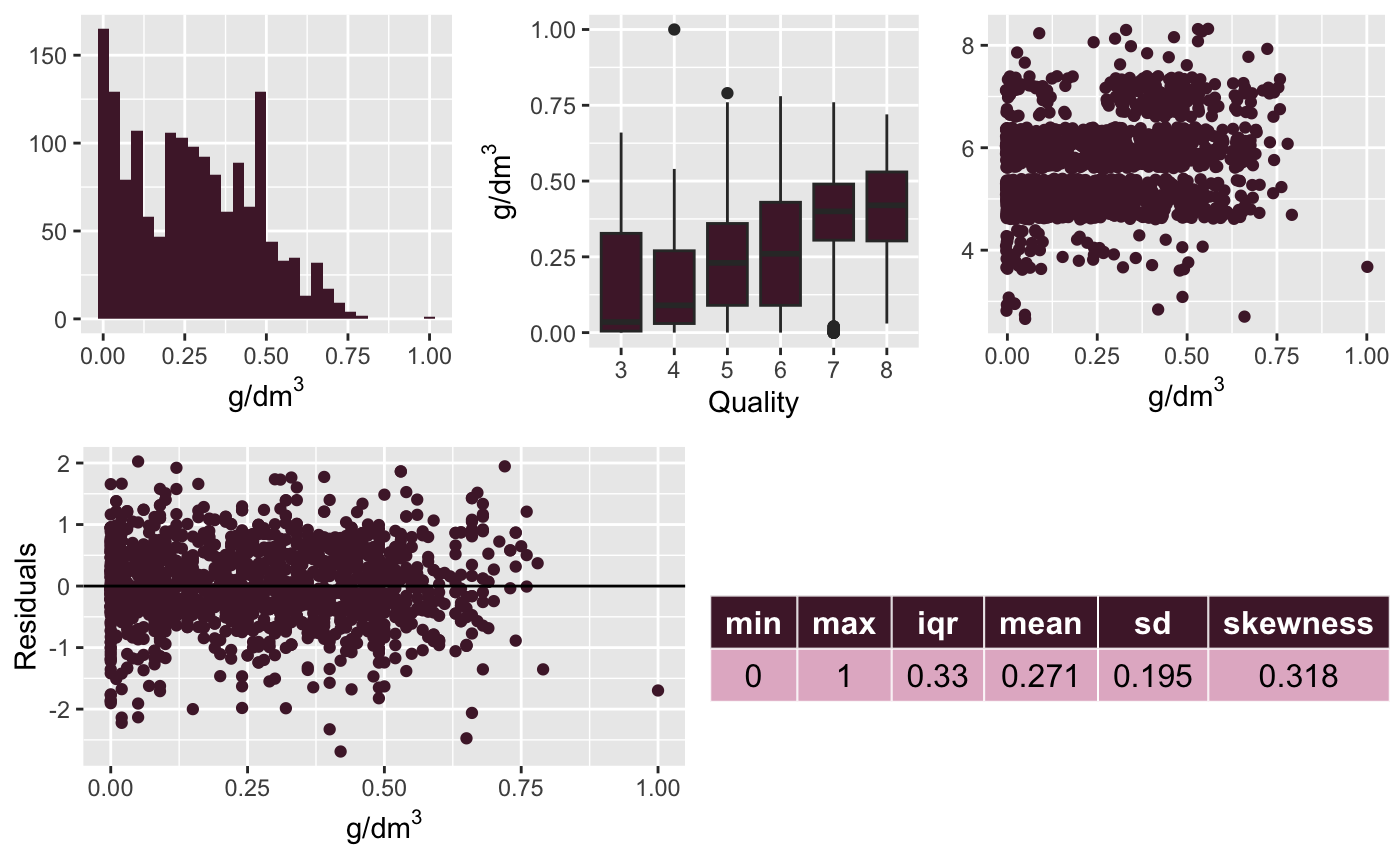 150
100
50
0
0.00 0.25 0.50 0.75 1.00
g/dm³
1.00
0.75
0.50
0.25
0.00
g/dm³
3 4 5 6 7 8
Quality
8
6
4
0.00 0.25 0.50 0.75 1.00
g/dm³
2
1
0
-1
-2
Residuals
0.00 0.25 0.50 0.75 1.00
g/dm³
min max iqr mean sd skewness
0 1 0.33 0.271 0.195 0.318